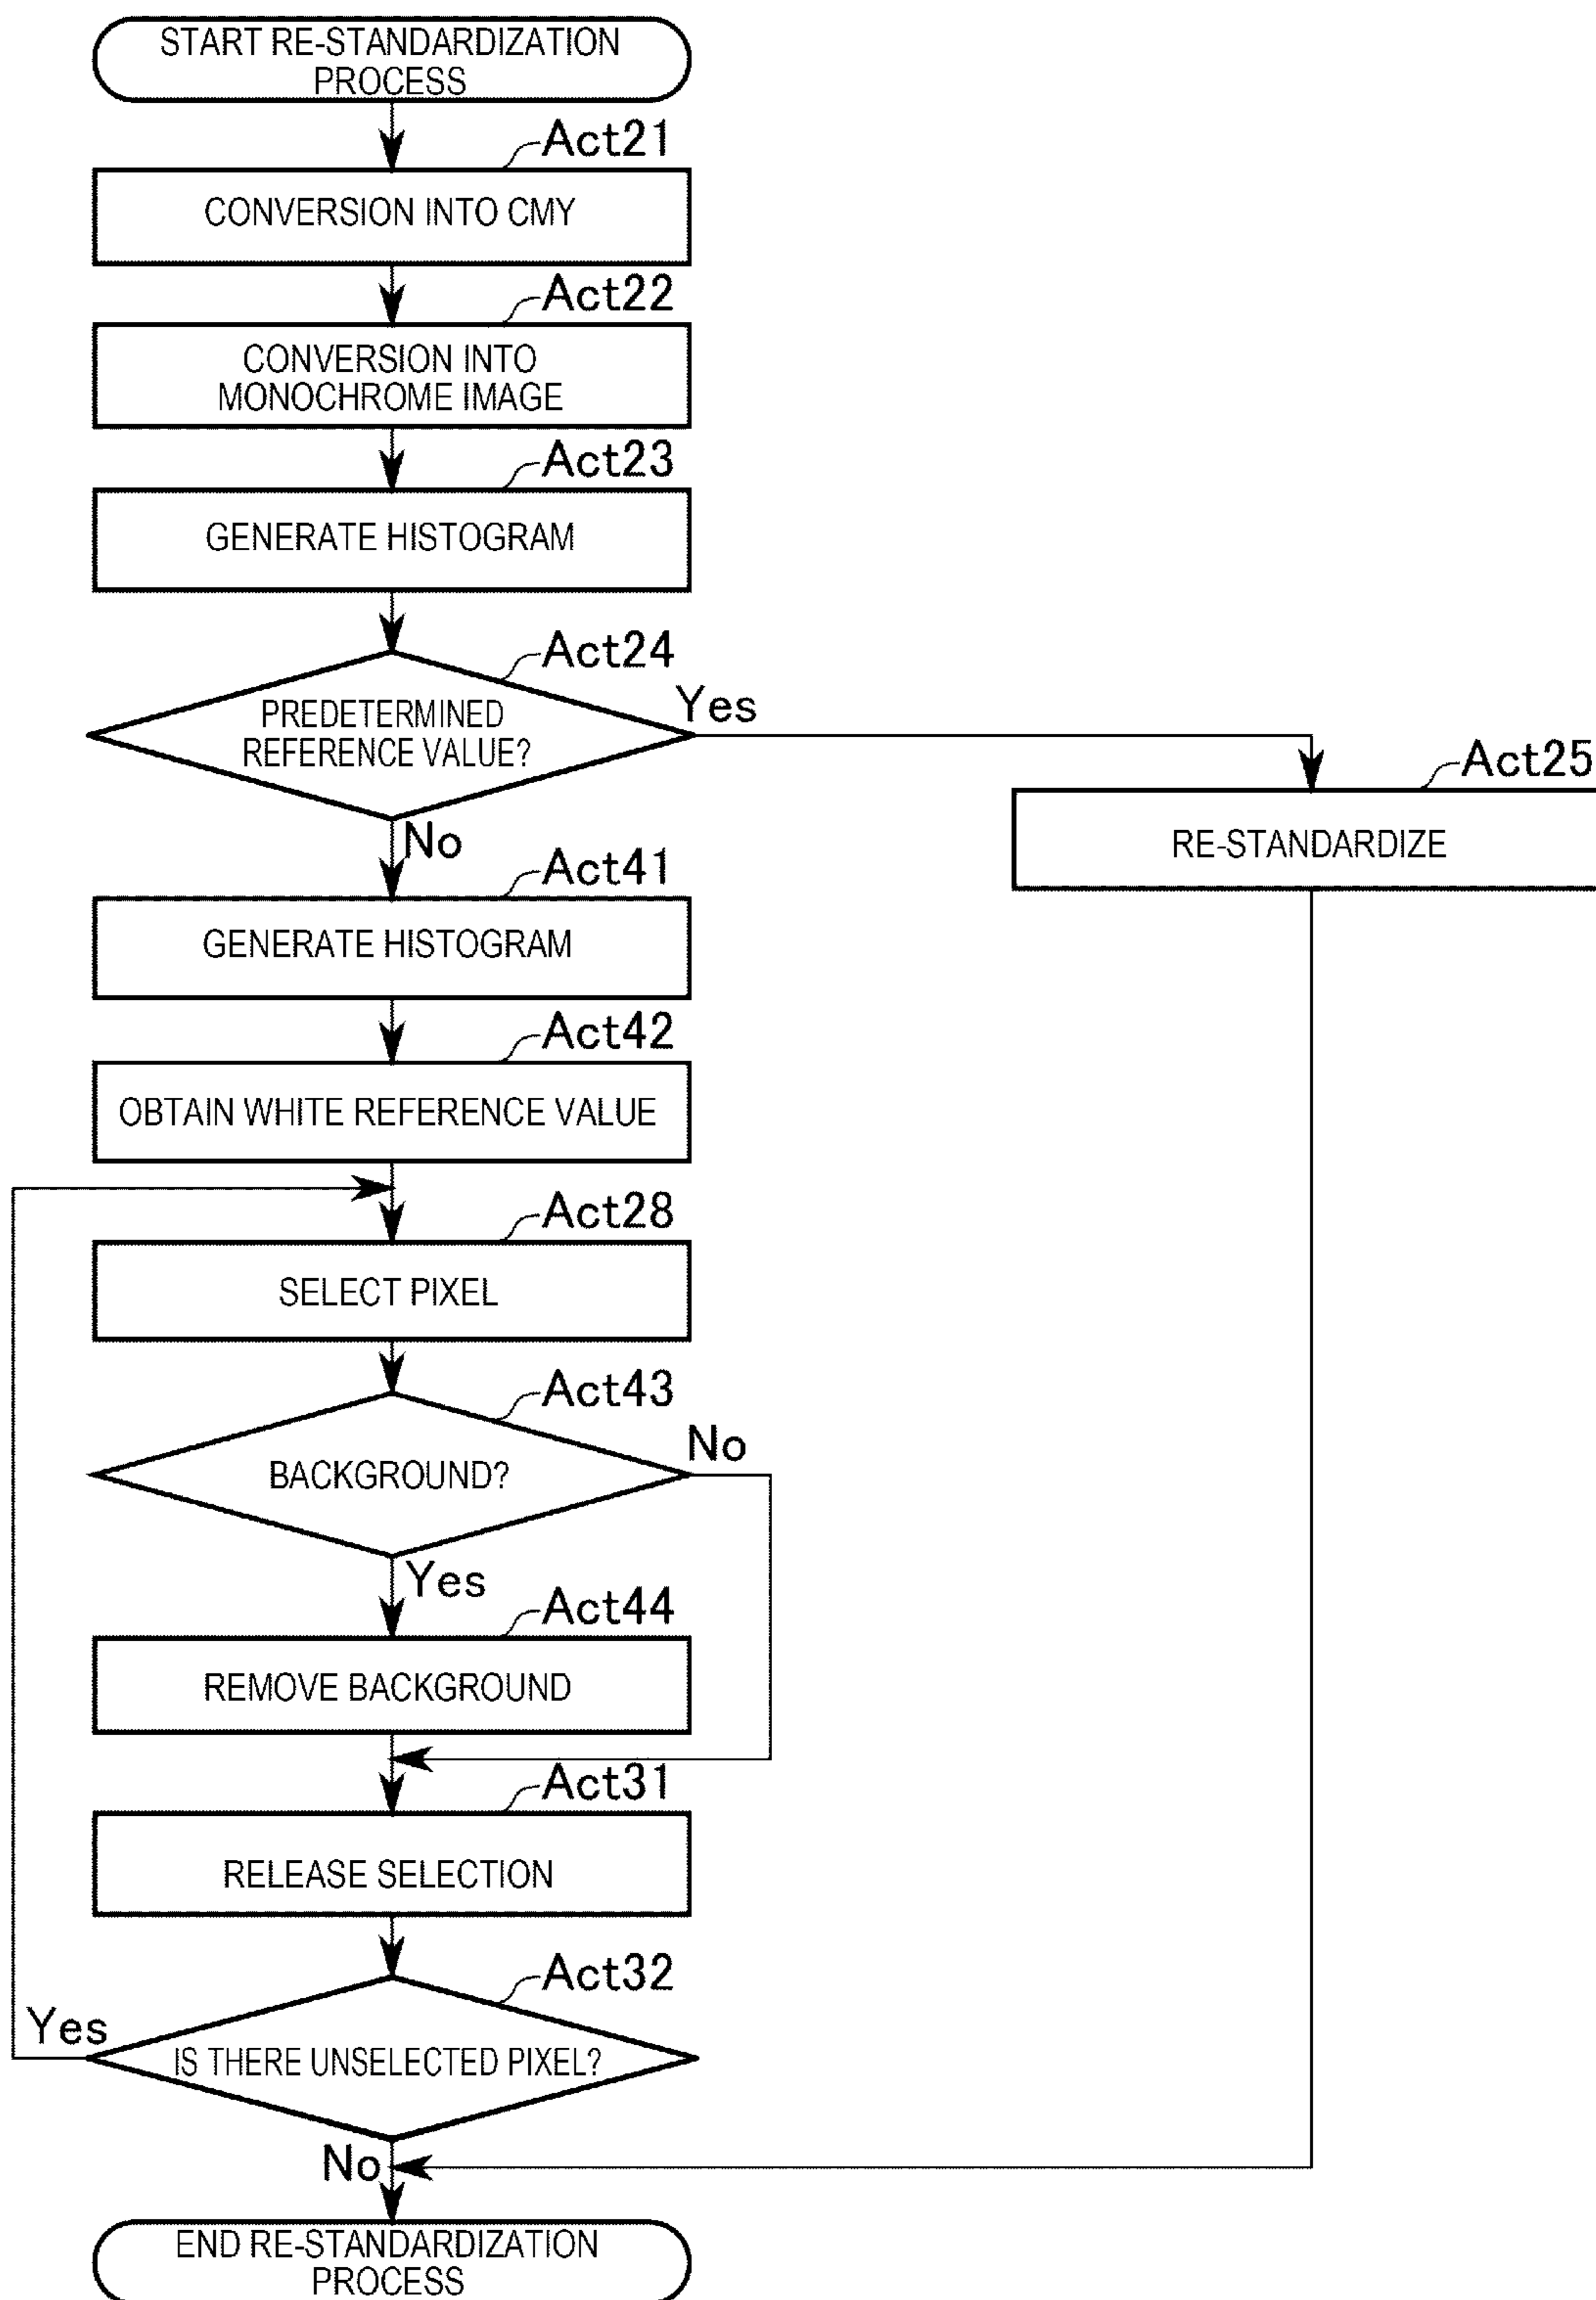 START RE-STANDARDIZATION
PROCESS
Act21
CONVERSION INTO CMY
Act22
CONVERSION INTO
MONOCHROME IMAGE
Act23
GENERATE HISTOGRAM
Act24
PREDETERMINED
REFERENCE VALUE?
Yes
Act25
RE-STANDARDIZE
No
Act41
GENERATE HISTOGRAM
Act42
OBTAIN WHITE REFERENCE VALUE
Act28
SELECT PIXEL
Act43
BACKGROUND?
No
Yes
Act44
REMOVE BACKGROUND
Act31
RELEASE SELECTION
Act32
IS THERE UNSELECTED PIXEL?
Yes
No
END RE-STANDARDIZATION
PROCESS